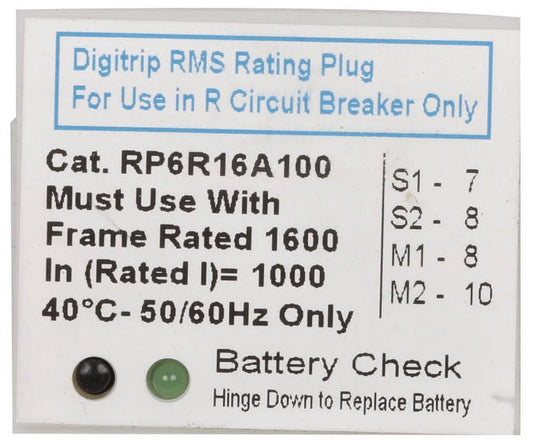 Digitrip RMS Rating Plug
For Use in R Circuit Breaker Only
Cat. RP6R16A100
Must Use With
Frame Rated 1600
In (Rated I)= 1000
40°C- 50/60Hz Only
S1 - 7
S2 - 8
M1 - 8
M2 - 10
Battery Check
Hinge Down to Replace Battery